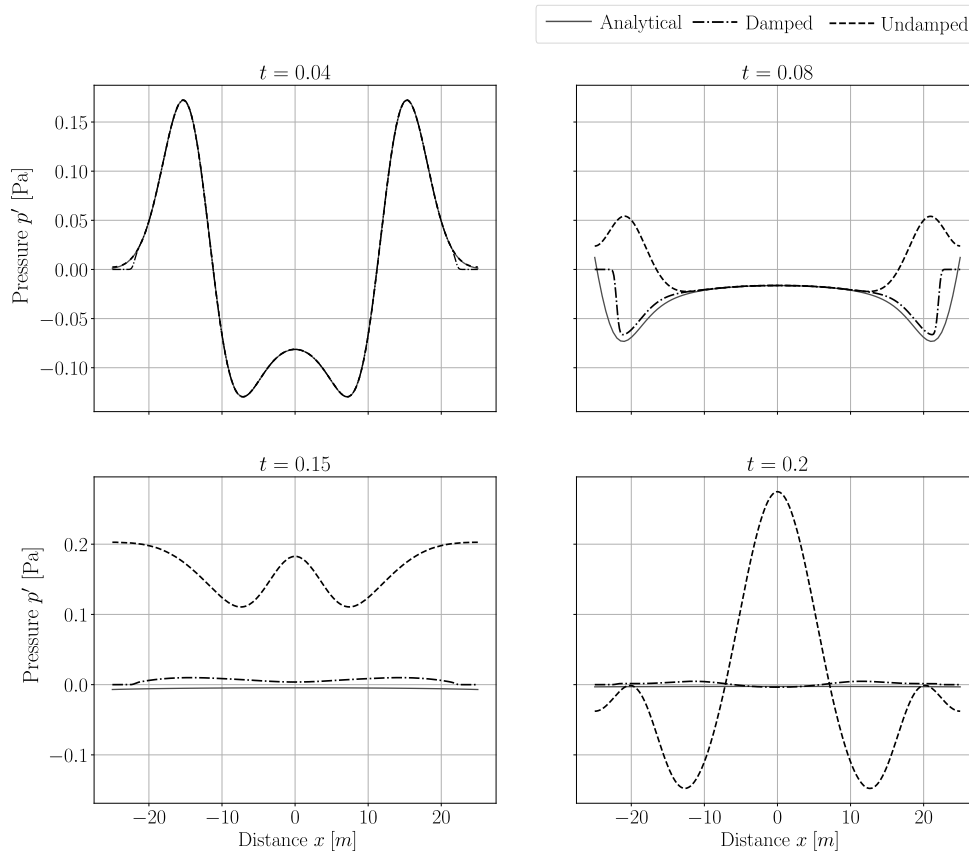 Analytical Damped Undamped
t = 0.04
t = 0.08
0.15
0.10
0.05
0.00
−0.05
−0.10
Pressure p′ [Pa]
t = 0.15
t = 0.2
0.2
0.1
0.0
−0.1
Pressure p′ [Pa]
−20 −10 0 10 20
−20 −10 0 10 20
Distance x [m]
Distance x [m]